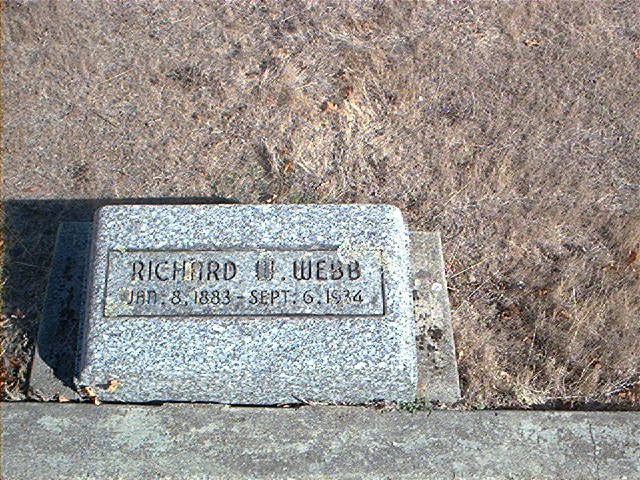 RICHARD W. WEBB
JAN. 8, 1883 - SEPT. 6, 1934